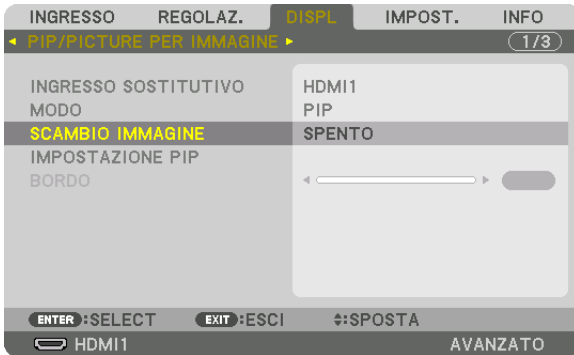 INGRESSO REGOLAZ. DISPL IMPOST. INFO
PIP/PICTURE PER IMMAGINE 1/3
INGRESSO SOSTITUTIVO HDMI1
MODO PIP
SCAMBIO IMMAGINE SPENTO
IMPOSTAZIONE PIP
BORDO
ENTER :SELECT EXIT :ESCI :SPOSTA
HDMI1 AVANZATO